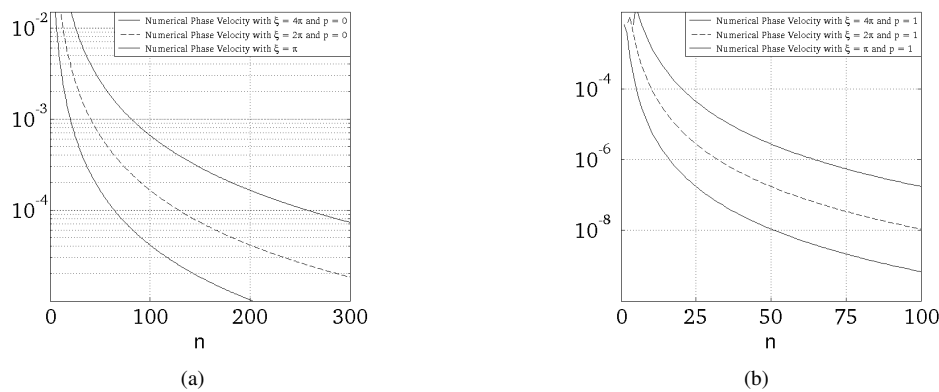 Numerical Phase Velocity with ξ = 4π and p = 0
Numerical Phase Velocity with ξ = 2π and p = 0
Numerical Phase Velocity with ξ = π
10^-2
10^-3
10^-4
0 100 200 300
n
(a)
Numerical Phase Velocity with ξ = 4π and p = 1
Numerical Phase Velocity with ξ = 2π and p = 1
Numerical Phase Velocity with ξ = π and p = 1
10^-4
10^-6
10^-8
0 25 50 75 100
n
(b)